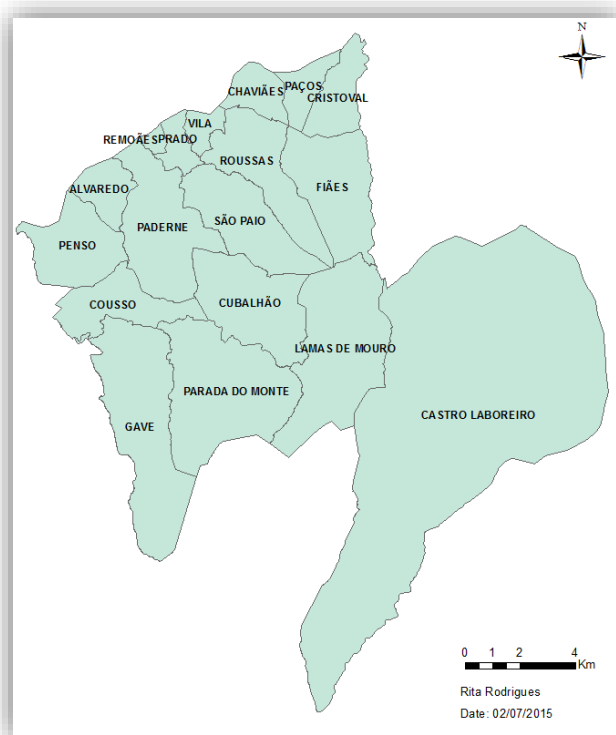 N
CHAVIÃES
PAÇOS
CRISTOVAL
VILA
REMOÃES
PRADO
ROUSSAS
ALVAREDO
FIÃES
PADERNE
SÃO PAIO
PENSO
COUSSO
CUBALHÃO
LAMAS DE MOURO
PARADA DO MONTE
CASTRO LABOREIRO
GAVE
0 1 2 4
Km
Rita Rodrigues
Date: 02/07/2015